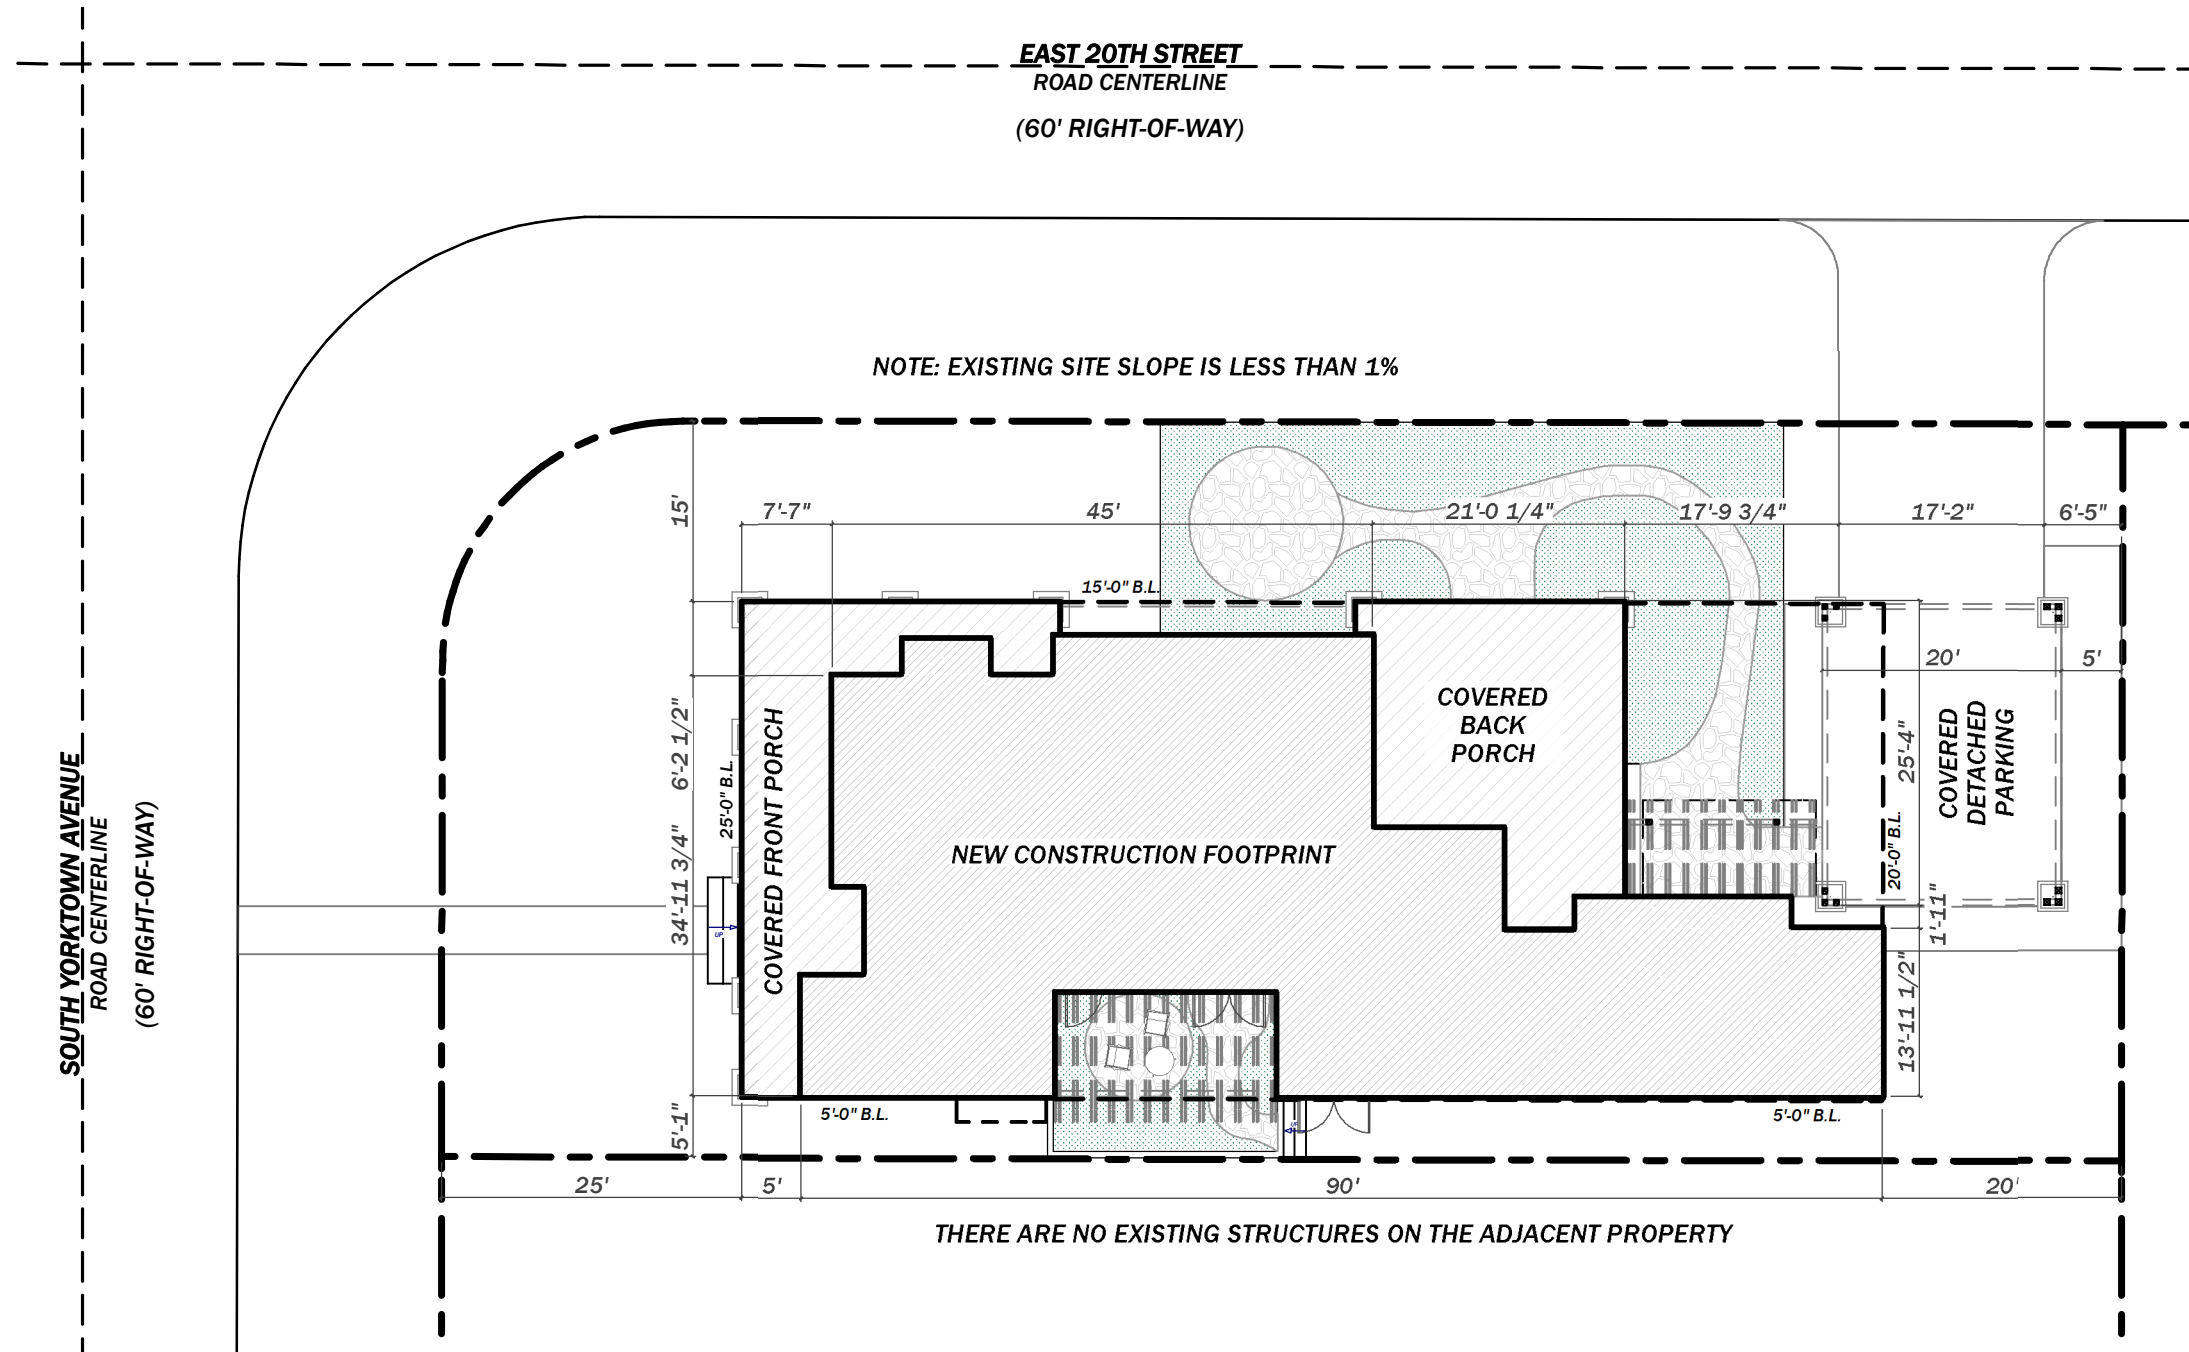 EAST 20TH STREET
ROAD CENTERLINE
(60' RIGHT-OF-WAY)
NOTE: EXISTING SITE SLOPE IS LESS THAN 1%
15'
7'-7"
45'
21'-0 1/4"
17'-9 3/4"
17'-2"
6'-5"
15'-0" B.L.
20'
5'
COVERED
BACK
PORCH
6'-2 1/2"
25'-0" B.L.
COVERED FRONT PORCH
25'-4"
COVERED
DETACHED
PARKING
20'-0" B.L.
SOUTH YORKTOWN AVENUE
ROAD CENTERLINE
(60' RIGHT-OF-WAY)
34'-11 3/4"
NEW CONSTRUCTION FOOTPRINT
1'-11"
UP
13'-11 1/2"
5'-1"
5'-0" B.L.
UP
5'-0" B.L.
25'
5'
90'
20'
THERE ARE NO EXISTING STRUCTURES ON THE ADJACENT PROPERTY